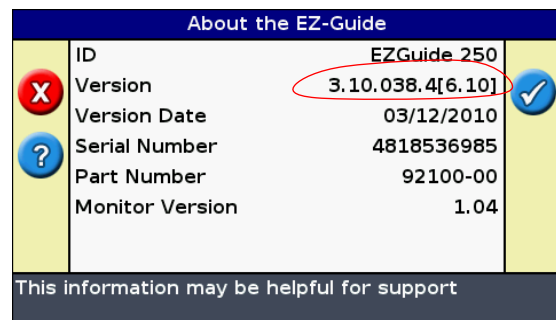 About the EZ-Guide
ID EZGuide 250
Version 3.10.038.4[6.10]
Version Date 03/12/2010
Serial Number 4818536985
Part Number 92100-00
Monitor Version 1.04
This information may be helpful for support